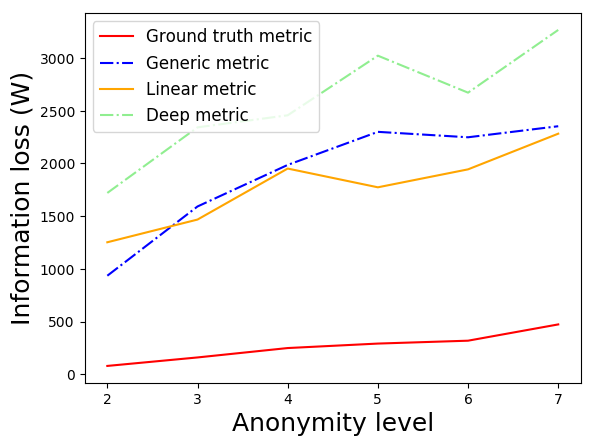 Ground truth metric
Generic metric
Linear metric
Deep metric
3000
2500
2000
1500
1000
500
0
Information loss (W)
2 3 4 5 6 7
Anonymity level